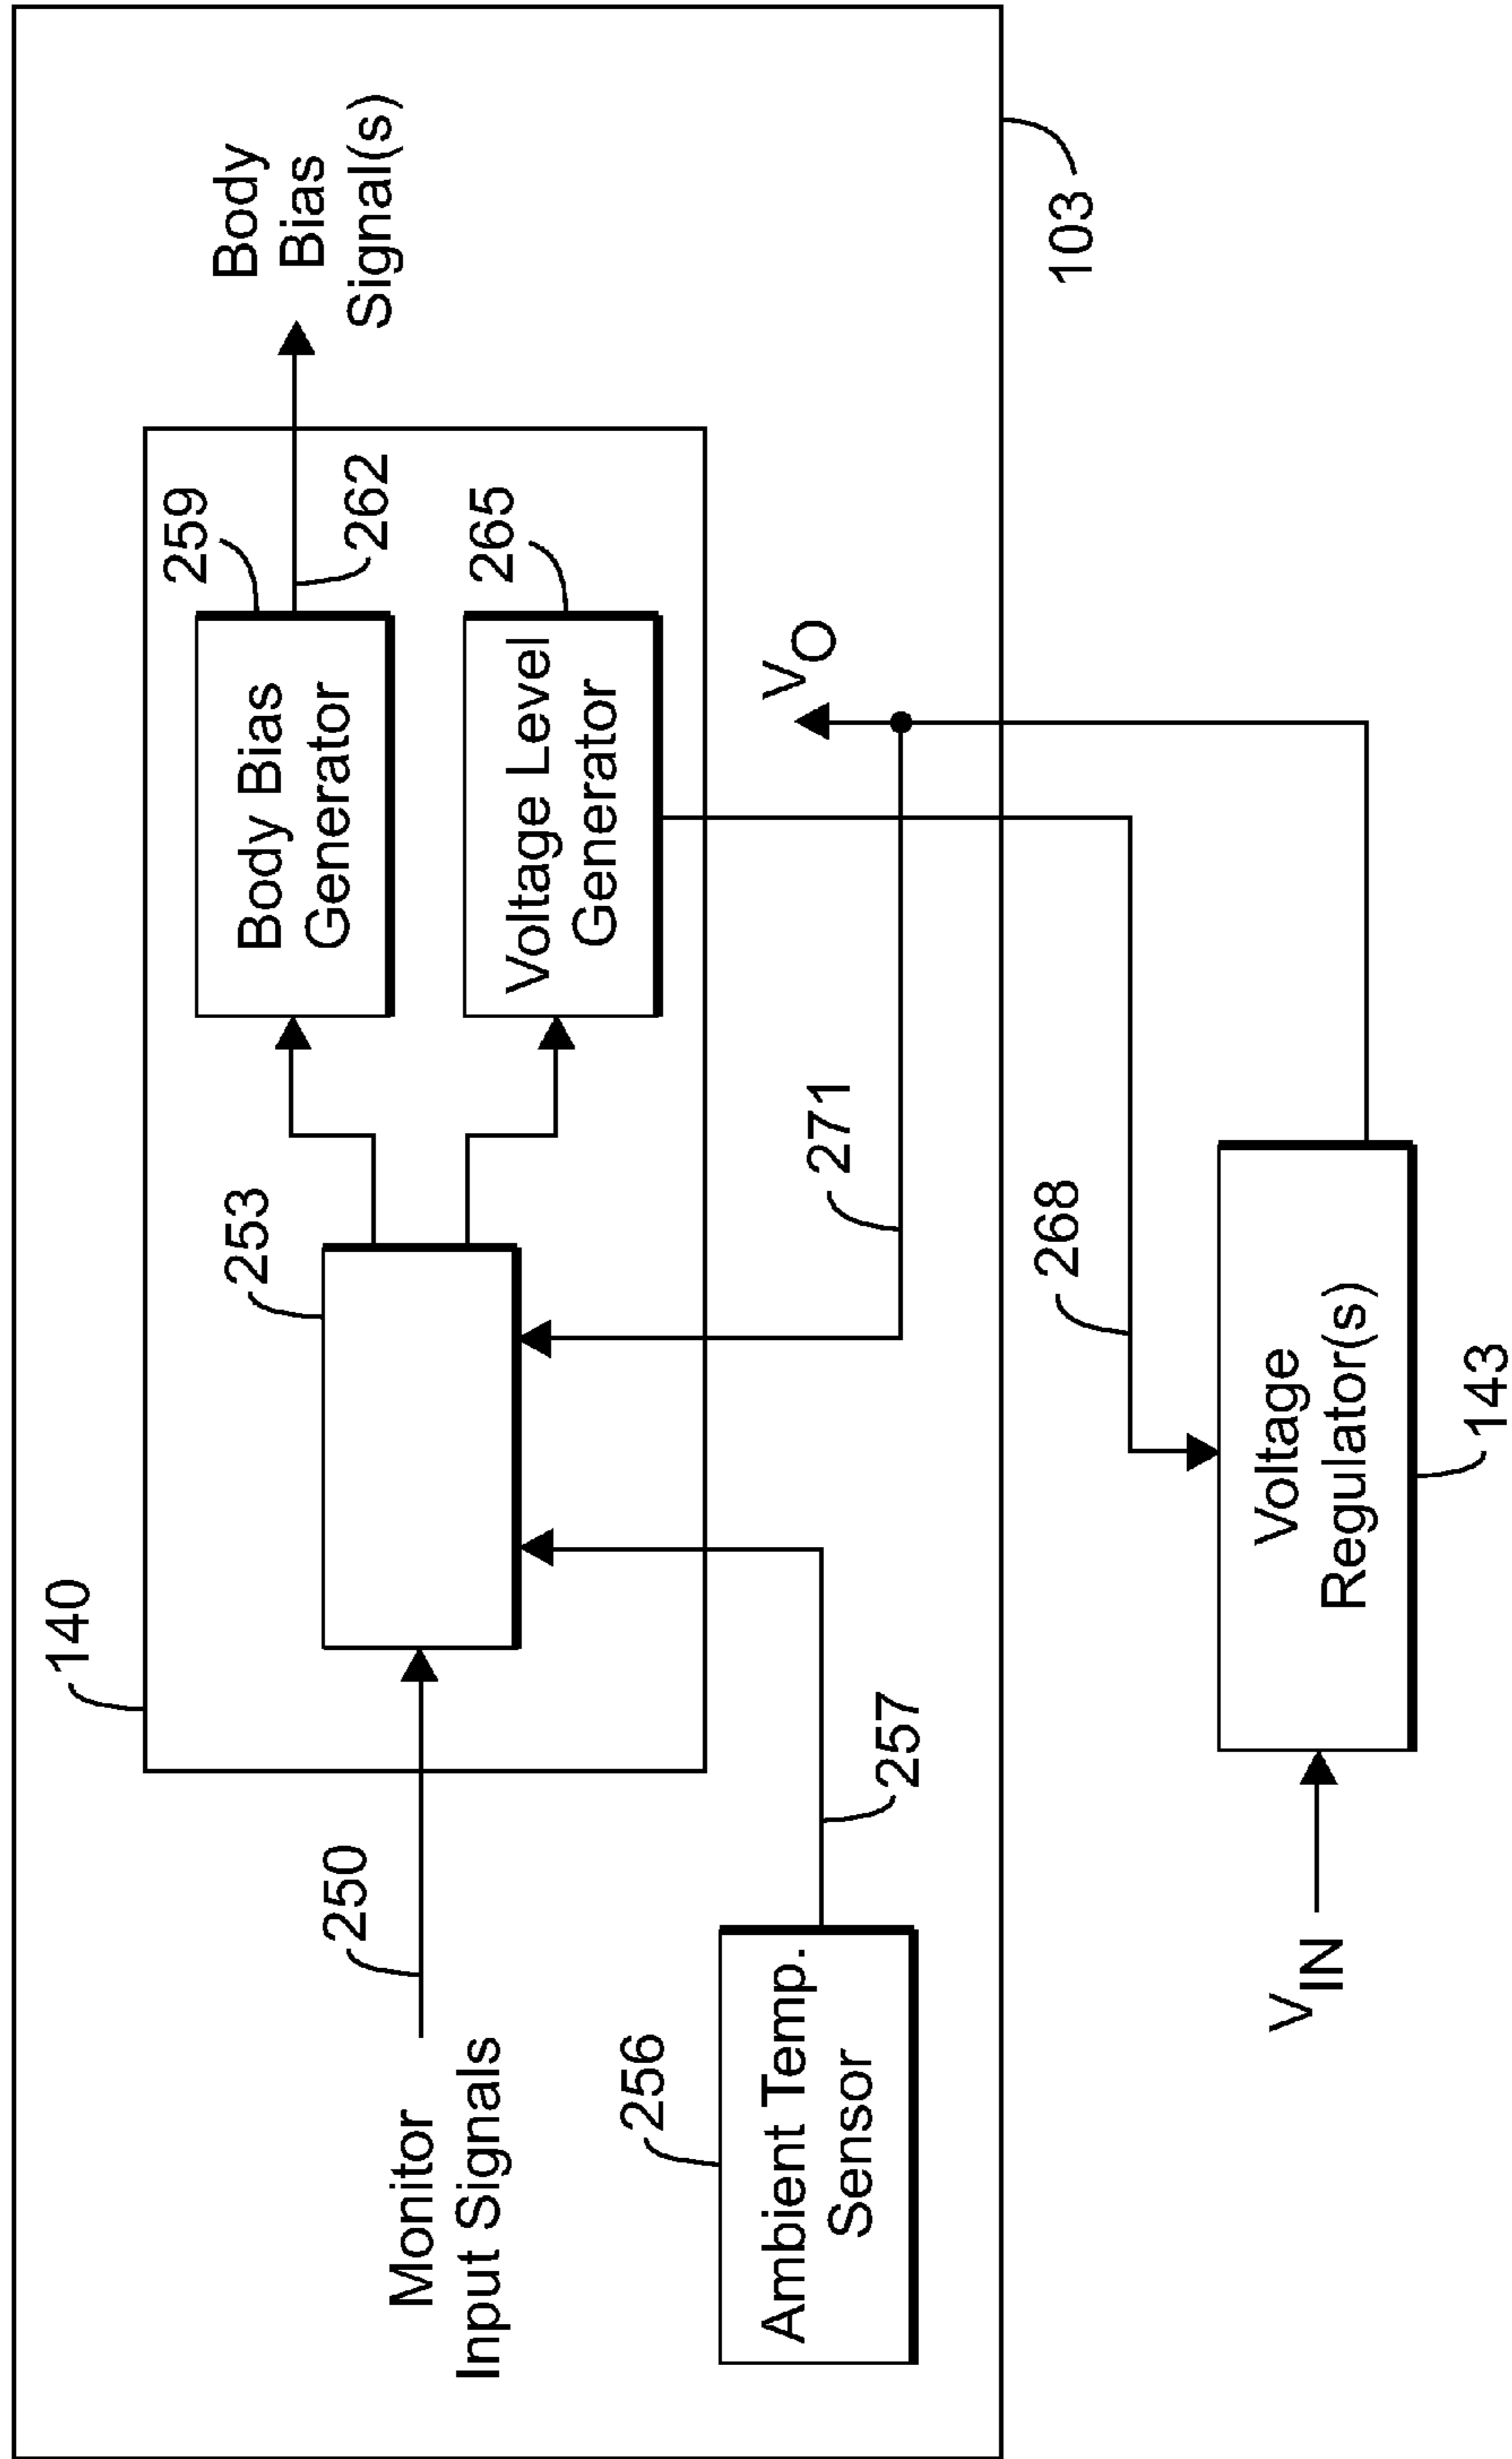 140
250
Monitor
Input Signals
253
259
Body Bias
Generator
262
Body
Bias
Signal(s)
265
Voltage Level
Generator
256
Ambient Temp.
Sensor
257
271
VO
268
103
VIN
Voltage
Regulator(s)
143